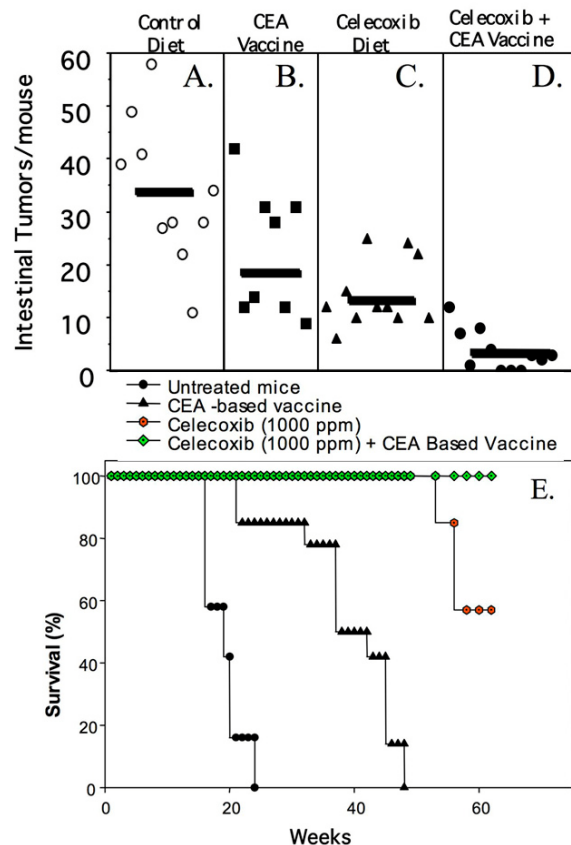 Control Diet
CEA Vaccine
Celecoxib Diet
Celecoxib + CEA Vaccine
Intestinal Tumors/mouse
60
50
40
30
20
10
0
A.
B.
C.
D.
Untreated mice
CEA -based vaccine
Celecoxib (1000 ppm)
Celecoxib (1000 ppm) + CEA Based Vaccine
E.
Survival (%)
100
80
60
40
20
0
0
20
40
60
Weeks